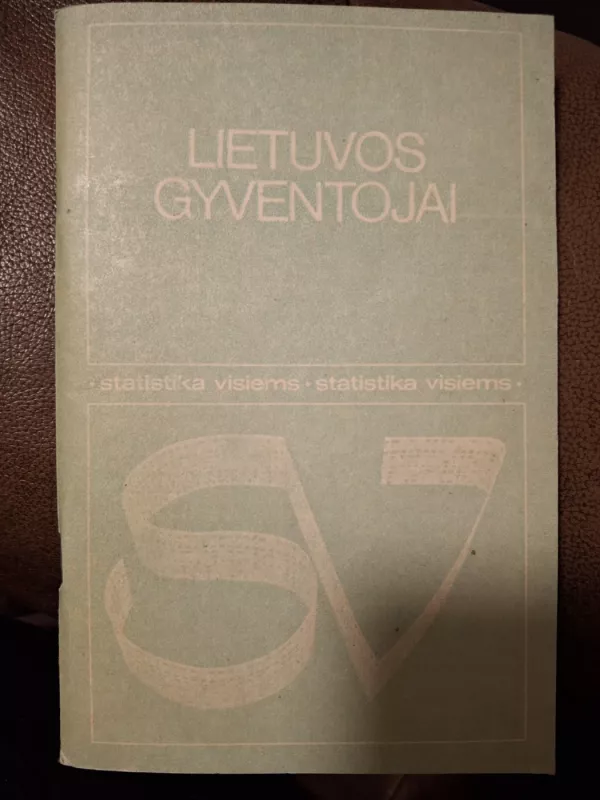 LIETUVOS
GYVENTOJAI
· statistika visiems · statistika visiems ·
SV